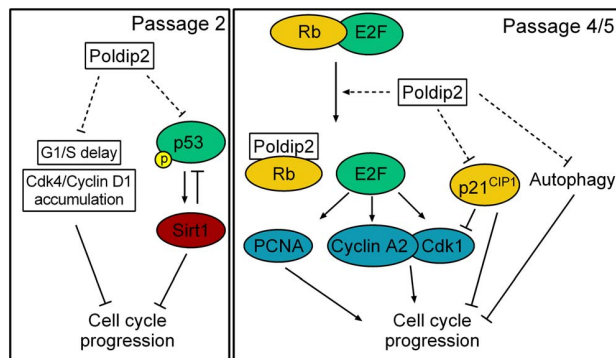 Passage 2
Poldip2
p53
p
G1/S delay
Cdk4/Cyclin D1
accumulation
Sirt1
Cell cycle
progression
Passage 4/5
Rb
E2F
Poldip2
Poldip2
Rb
E2F
p21CIP1
Autophagy
PCNA
Cyclin A2
Cdk1
Cell cycle
progression